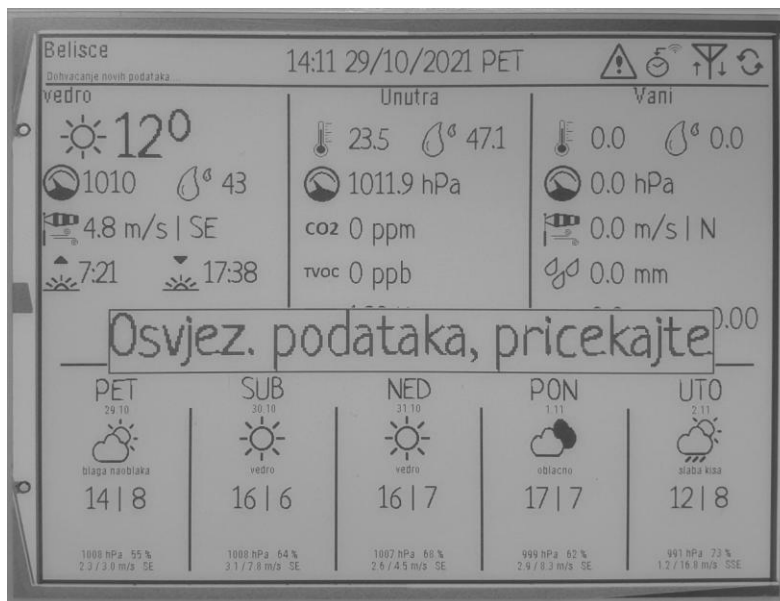 Belisce
Dohvacanje novih podataka...
14:11 29/10/2021 PET
vedro
12°
1010 43
4.8 m/s | SE
7:21 17:38
Unutra
23.5 47.1
1011.9 hPa
CO2 0 ppm
TVOC 0 ppb
Vani
0.0 0.0
0.0 hPa
0.0 m/s | N
0.0 mm
0.00
Osvjez. podataka, pricekajte
PET
29.10
blaga naoblaka
14 | 8
1008 hPa 55 %
2.3 / 3.0 m/s SE
SUB
30.10
vedro
16 | 6
1008 hPa 64 %
3.1 / 7.8 m/s SE
NED
31.10
vedro
16 | 7
1007 hPa 68 %
2.6 / 4.5 m/s SE
PON
1.11
oblacno
17 | 7
999 hPa 62 %
2.9 / 8.3 m/s SE
UTO
2.11
slaba kisa
12 | 8
991 hPa 73 %
1.2 / 16.8 m/s SSE